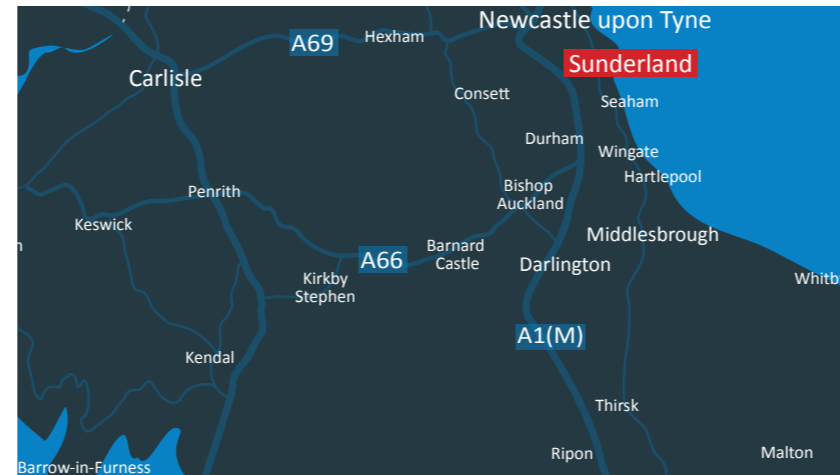 Newcastle upon Tyne
A69
Hexham
Sunderland
Carlisle
Consett
Seaham
Durham
Wingate
Hartlepool
Penrith
Bishop
Auckland
Keswick
Middlesbrough
n
Barnard
Castle
A66
Darlington
Kirkby
Stephen
Whitb
A1(M)
Kendal
Thirsk
Ripon
Malton
Barrow-in-Furness